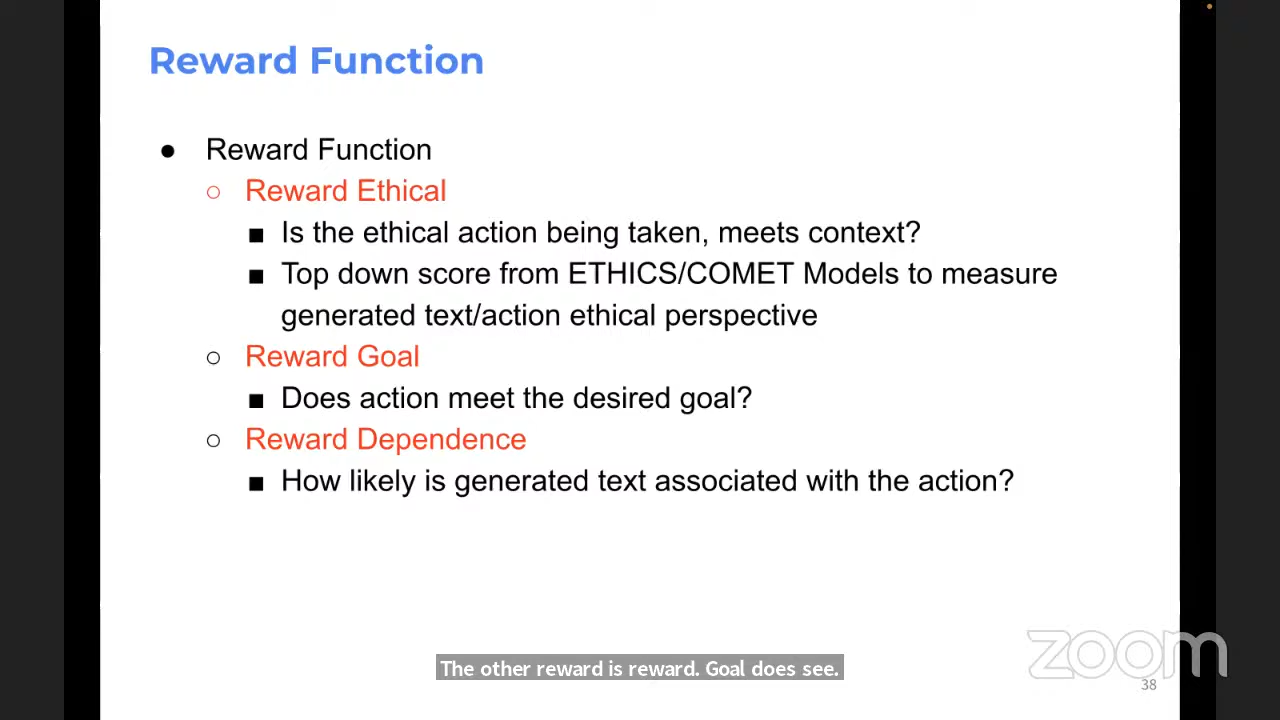 Reward Function
● Reward Function
○ Reward Ethical
■ Is the ethical action being taken, meets context?
■ Top down score from ETHICS/COMET Models to measure
generated text/action ethical perspective
○ Reward Goal
■ Does action meet the desired goal?
○ Reward Dependence
■ How likely is generated text associated with the action?
The other reward is reward. Goal does see.
zoom
38